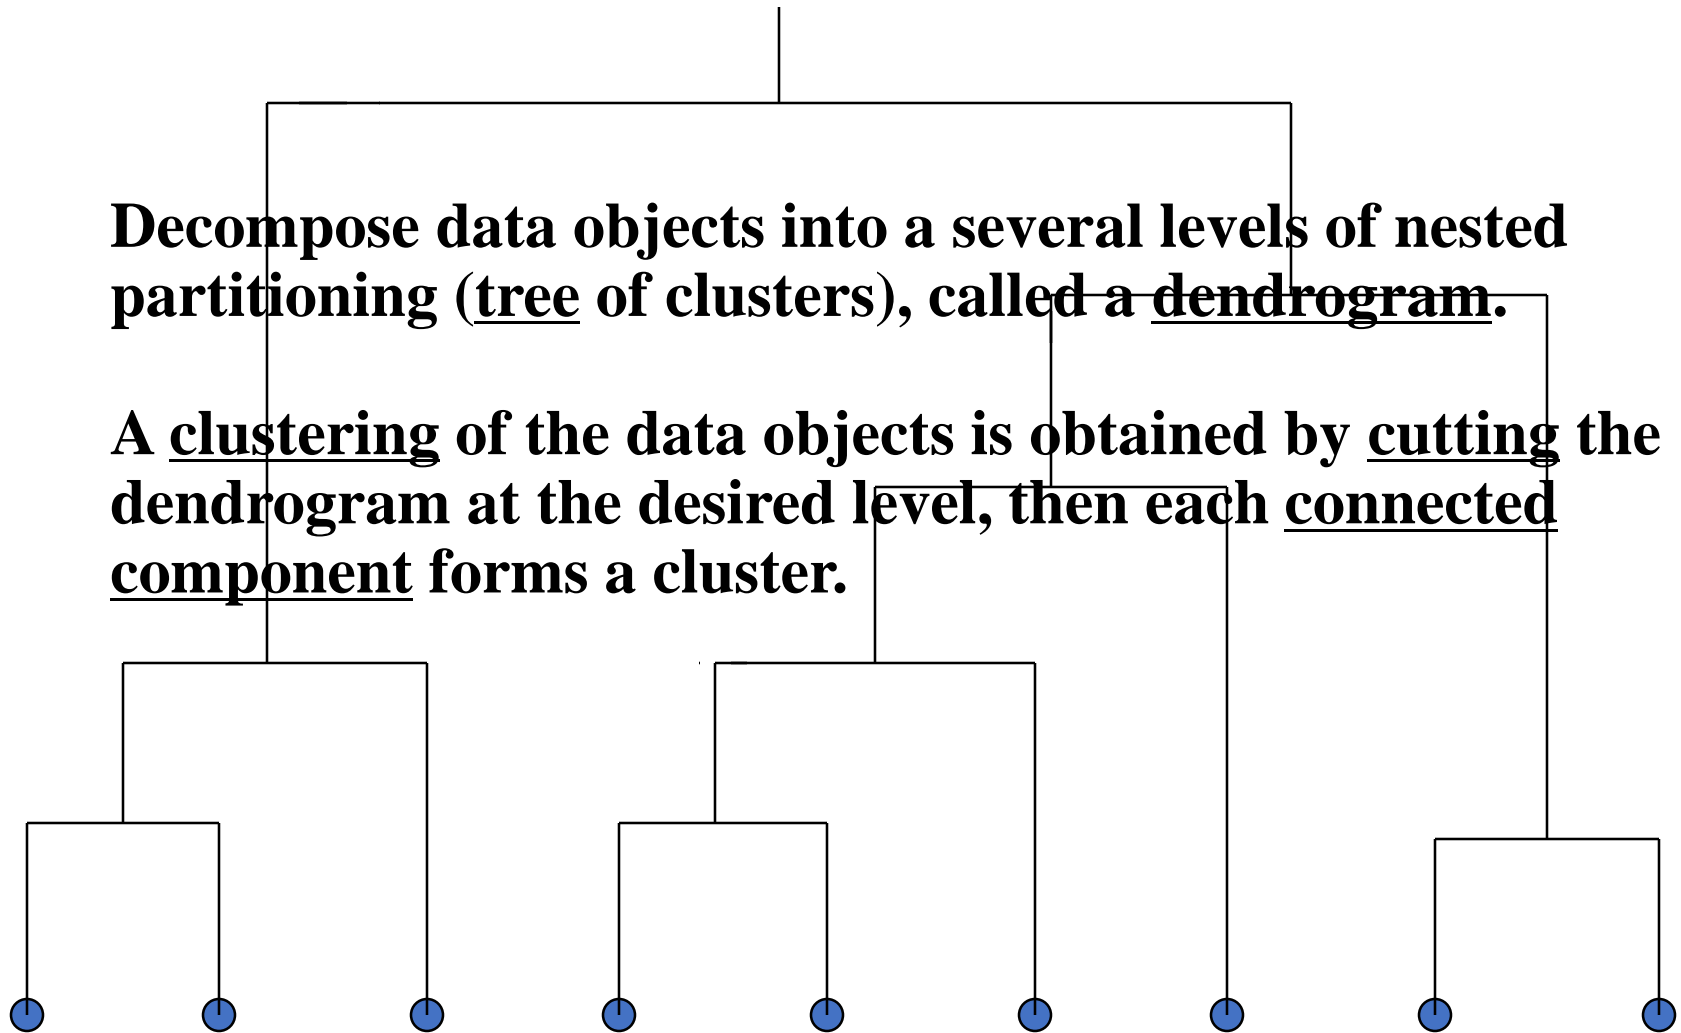 Decompose data objects into a several levels of nested
partitioning (tree of clusters), called a dendrogram.
A clustering of the data objects is obtained by cutting the
dendrogram at the desired level, then each connected
component forms a cluster.